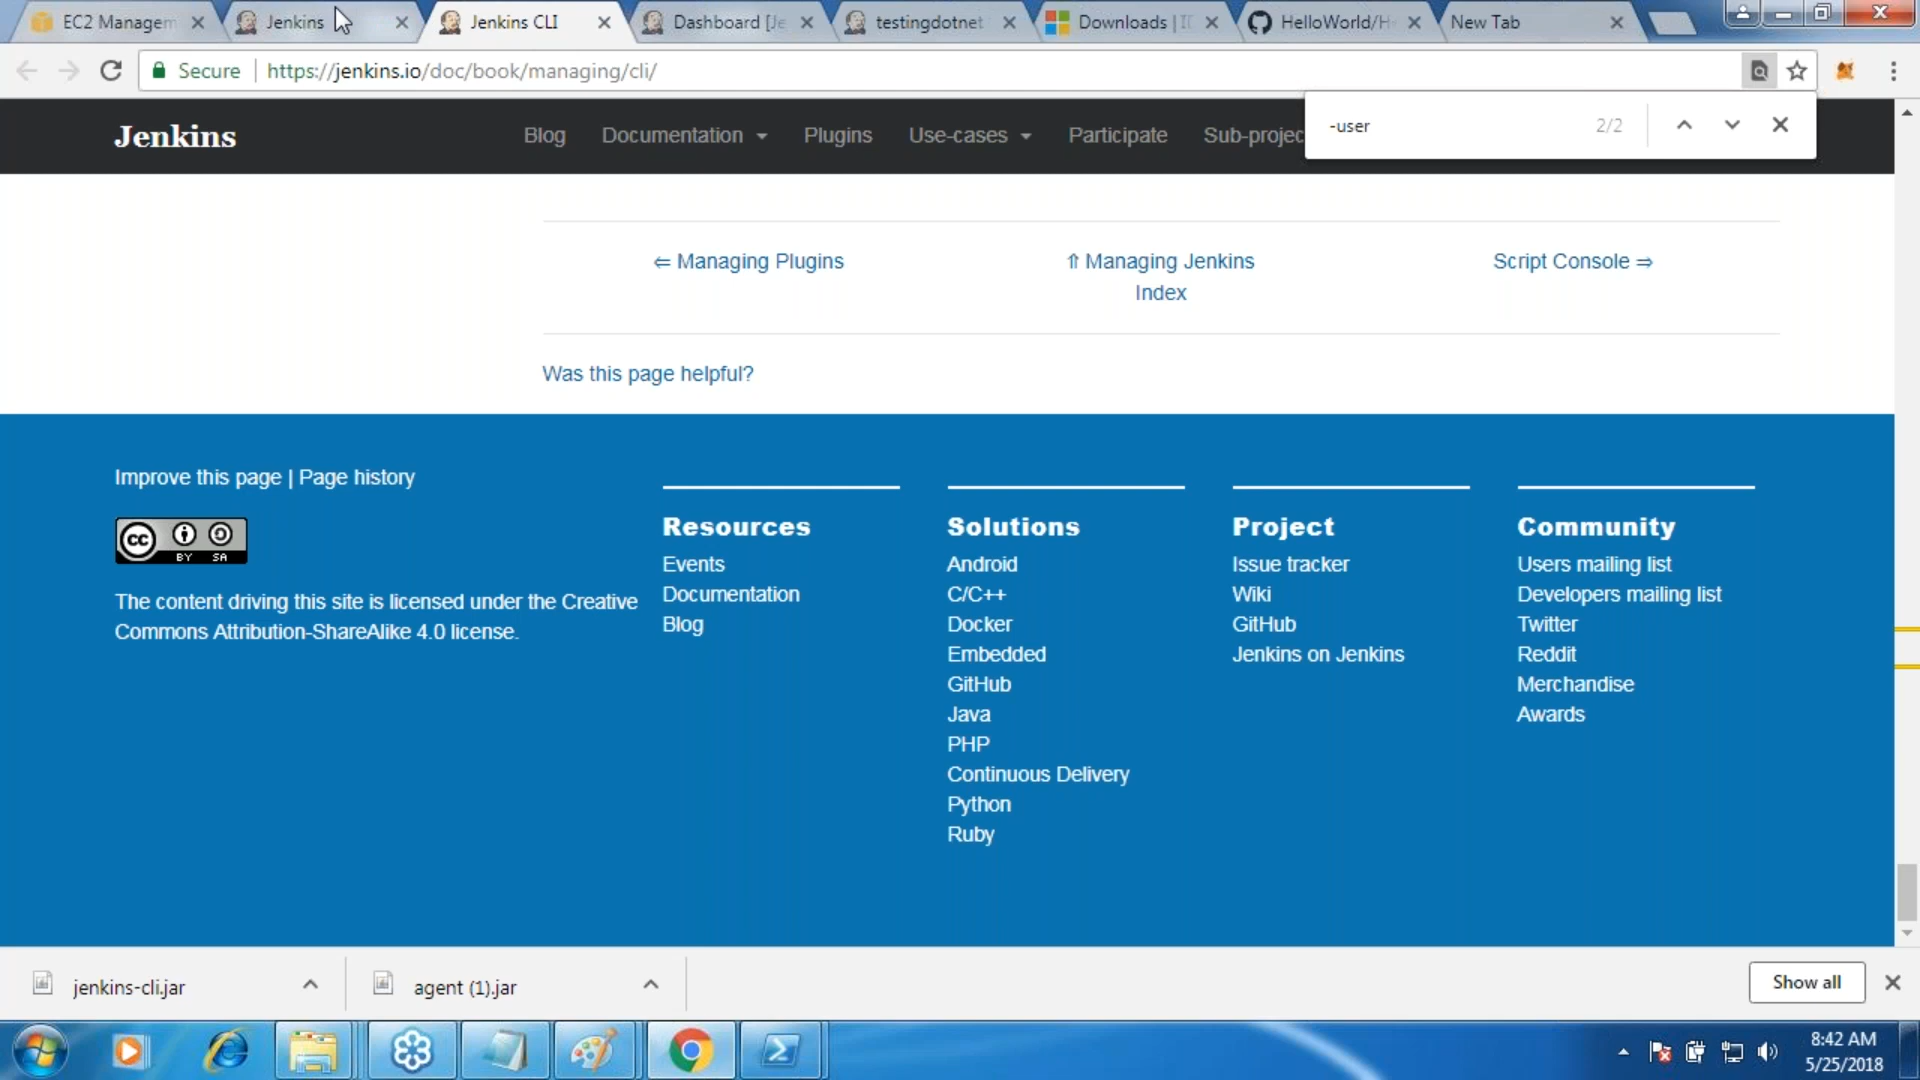 EC2 Managem
Jenkins
Jenkins CLI
Dashboard [Je
testingdotnet
Downloads | II
HelloWorld/H
New Tab
Secure
https://jenkins.io/doc/book/managing/cli/
-user
2/2
Jenkins
Blog
Documentation
Plugins
Use-cases
Participate
Sub-projec
⇐ Managing Plugins
⇑ Managing Jenkins
Index
Script Console ⇒
Was this page helpful?
Improve this page | Page history
cc
BY SA
The content driving this site is licensed under the Creative
Commons Attribution-ShareAlike 4.0 license.
Resources
Events
Documentation
Blog
Solutions
Android
C/C++
Docker
Embedded
GitHub
Java
PHP
Continuous Delivery
Python
Ruby
Project
Issue tracker
Wiki
GitHub
Jenkins on Jenkins
Community
Users mailing list
Developers mailing list
Twitter
Reddit
Merchandise
Awards
jenkins-cli.jar
agent (1).jar
Show all
8:42 AM
5/25/2018